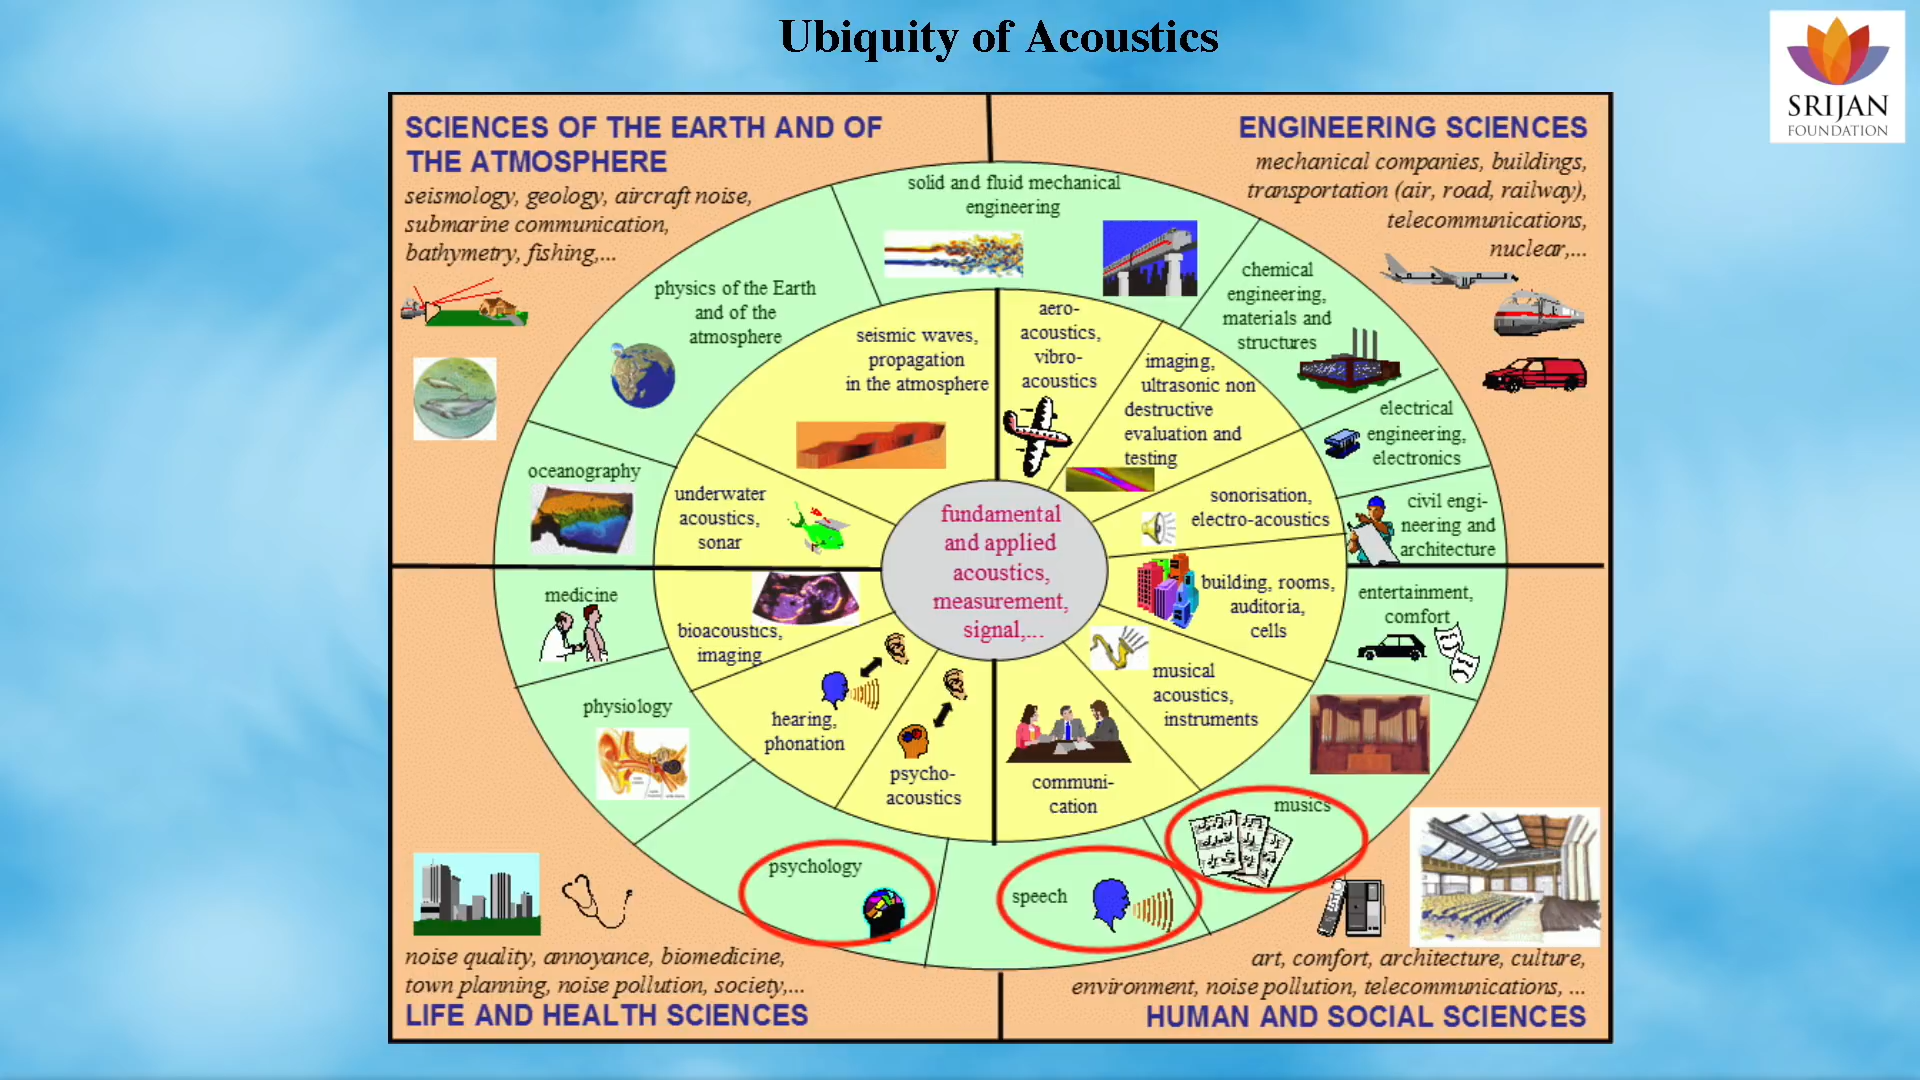 Ubiquity of Acoustics
SRIJAN
FOUNDATION
SCIENCES OF THE EARTH AND OF
THE ATMOSPHERE
seismology, geology, aircraft noise,
submarine communication,
bathymetry, fishing,...
ENGINEERING SCIENCES
mechanical companies, buildings,
transportation (air, road, railway),
telecommunications,
nuclear,...
solid and fluid mechanical
engineering
physics of the Earth
and of the
atmosphere
chemical
engineering,
materials and
structures
electrical
engineering,
electronics
civil engi-
neering and
architecture
oceanography
seismic waves,
propagation
in the atmosphere
aero-
acoustics,
vibro-
acoustics
imaging,
ultrasonic non
destructive
evaluation and
testing
underwater
acoustics,
sonar
sonorisation,
electro-acoustics
fundamental
and applied
acoustics,
measurement,
signal,...
building, rooms,
auditoria,
cells
medicine
bioacoustics,
imaging
entertainment,
comfort
physiology
hearing,
phonation
psycho-
acoustics
communi-
cation
musical
acoustics,
instruments
musics
psychology
speech
noise quality, annoyance, biomedicine,
town planning, noise pollution, society,...
LIFE AND HEALTH SCIENCES
art, comfort, architecture, culture,
environment, noise pollution, telecommunications, ...
HUMAN AND SOCIAL SCIENCES